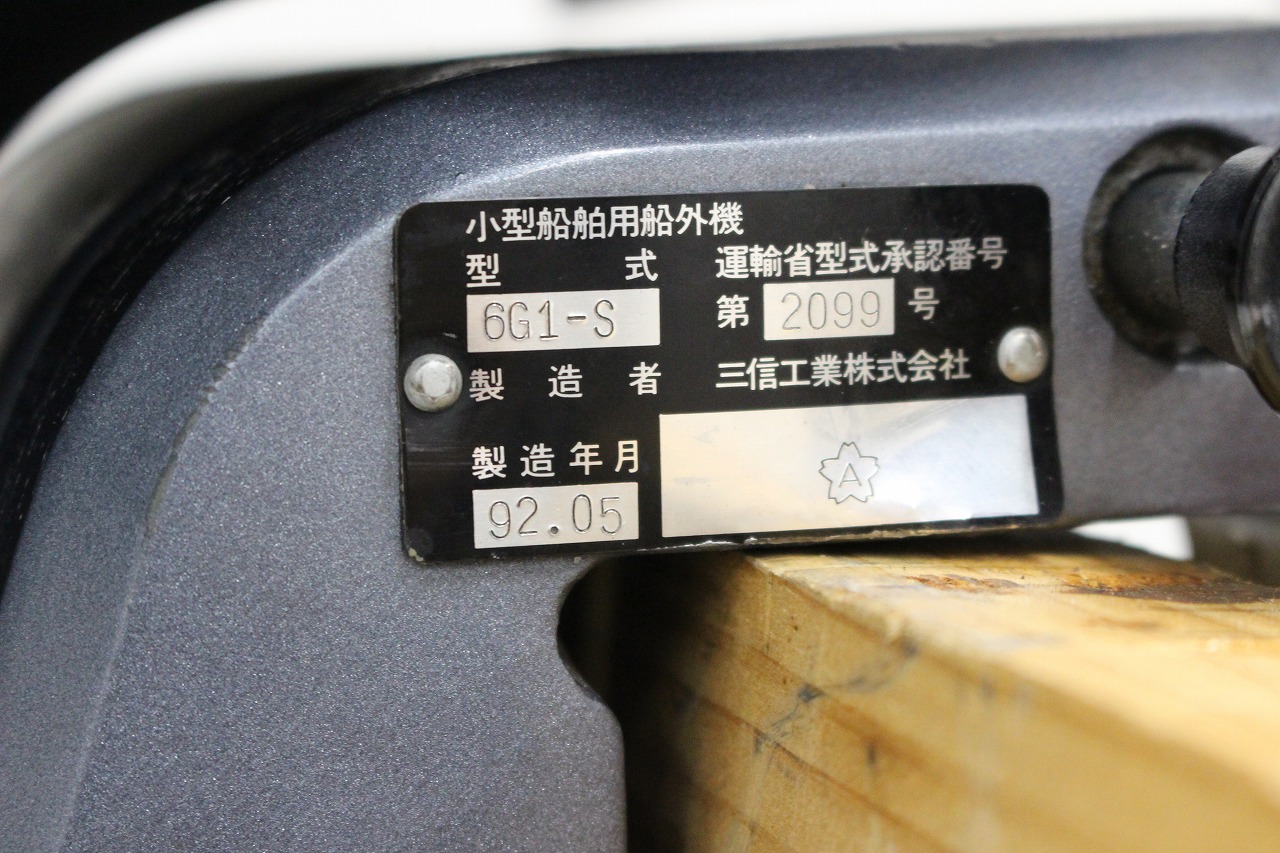 小型船舶用船外機
型式 運輸省型式承認番号
6G1-S 第 2099 号
製造者 三信工業株式会社
製造年月
92.05
A